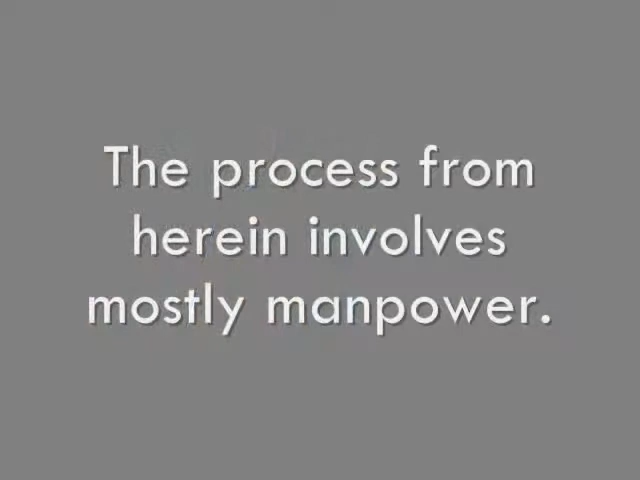 The process from
herein involves
mostly manpower.